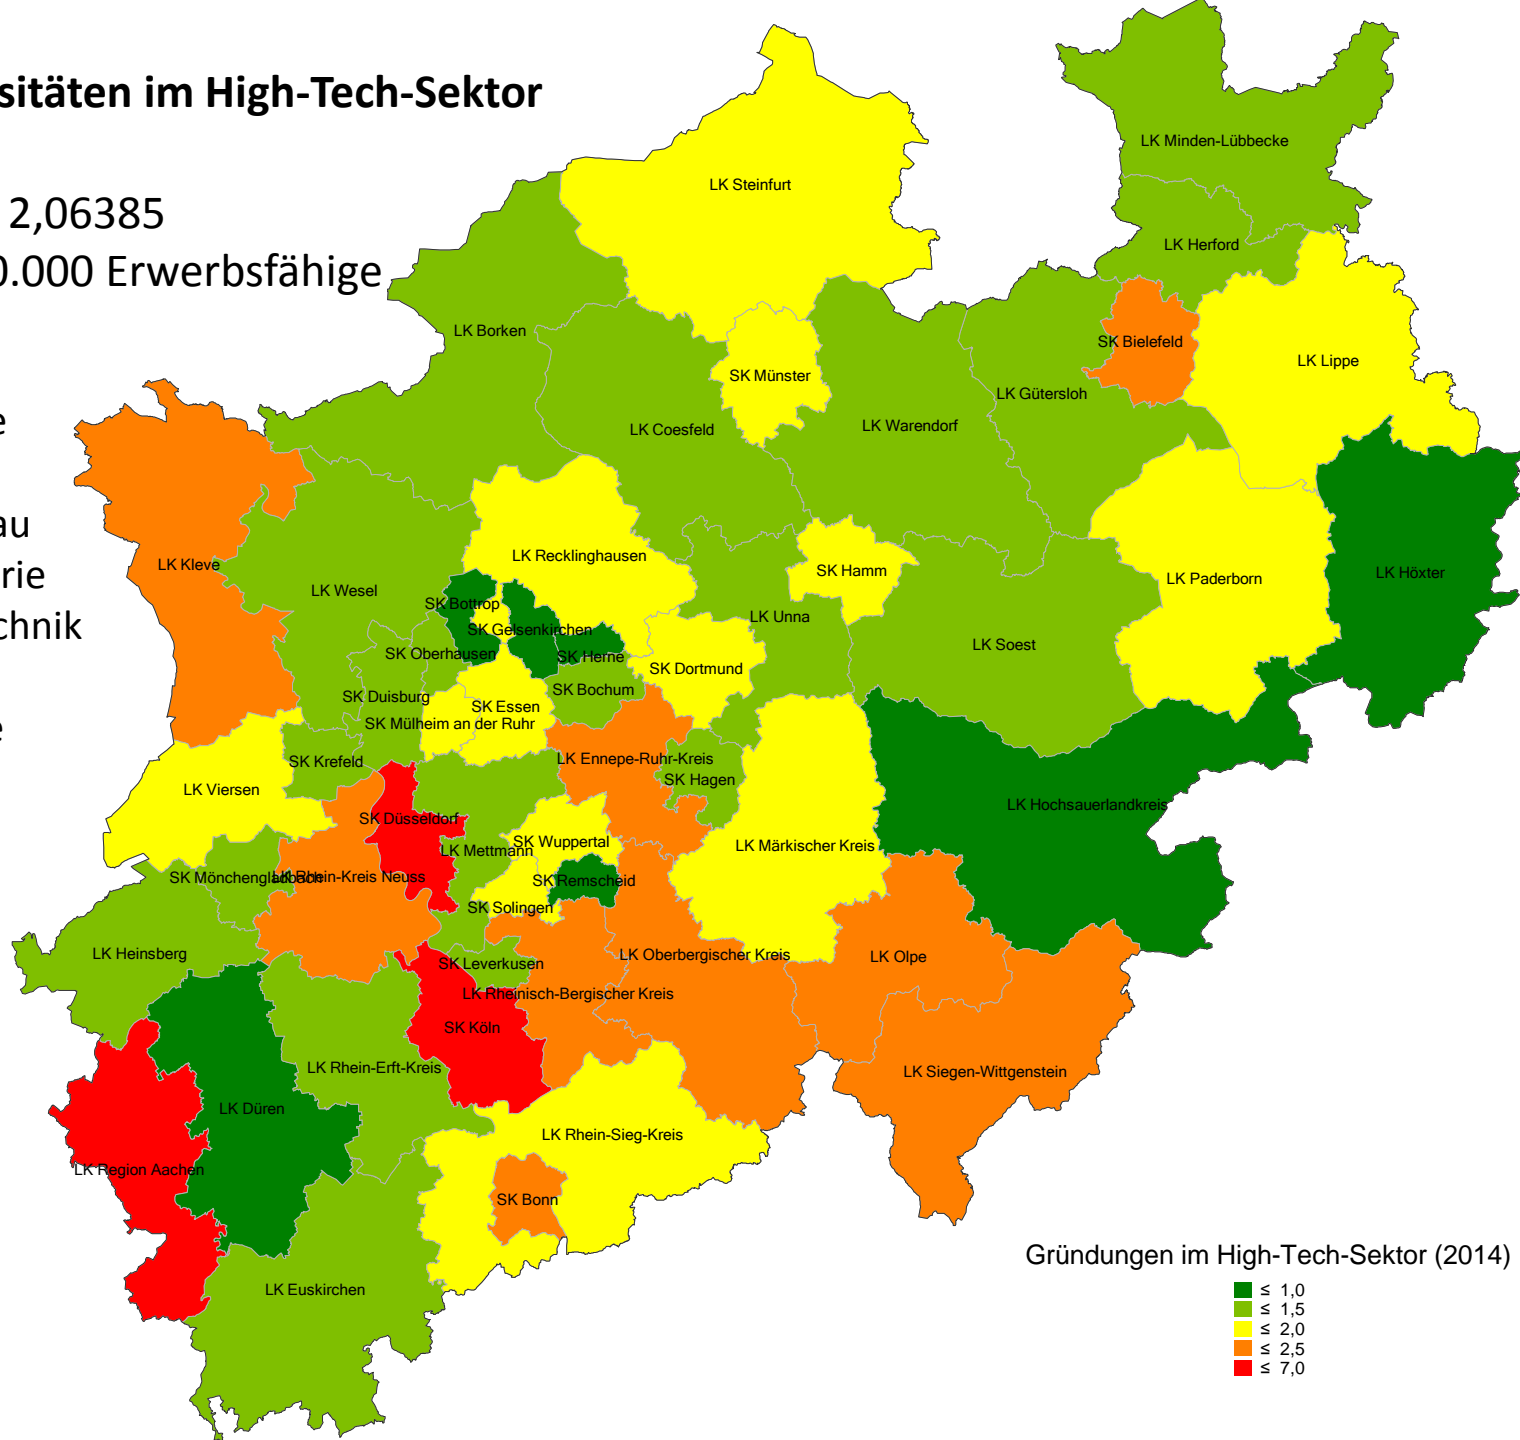 sitäten im High-Tech-Sektor
2,06385
0.000 Erwerbsfähige
e
au
rie
chnik
e
LK Minden-Lübbecke
LK Steinfurt
LK Herford
LK Borken
SK Bielefeld
LK Lippe
SK Münster
LK Gütersloh
LK Coesfeld
LK Warendorf
LK Recklinghausen
LK Kleve
SK Hamm
LK Höxter
LK Paderborn
LK Wesel
SK Bottrop
LK Unna
SK Gelsenkirchen
LK Soest
SK Oberhausen
SK Herne
SK Dortmund
SK Bochum
SK Duisburg
SK Essen
SK Mülheim an der Ruhr
LK Ennepe-Ruhr-Kreis
SK Krefeld
SK Hagen
LK Viersen
LK Hochsauerlandkreis
SK Düsseldorf
SK Wuppertal
LK Märkischer Kreis
LK Mettmann
SK Mönchengladbach
LK Rhein-Kreis Neuss
SK Remscheid
SK Solingen
LK Heinsberg
LK Oberbergischer Kreis
LK Olpe
SK Leverkusen
LK Rheinisch-Bergischer Kreis
SK Köln
LK Rhein-Erft-Kreis
LK Siegen-Wittgenstein
LK Düren
LK Rhein-Sieg-Kreis
LK Region Aachen
SK Bonn
LK Euskirchen
Gründungen im High-Tech-Sektor (2014)
≤ 1,0
≤ 1,5
≤ 2,0
≤ 2,5
≤ 7,0